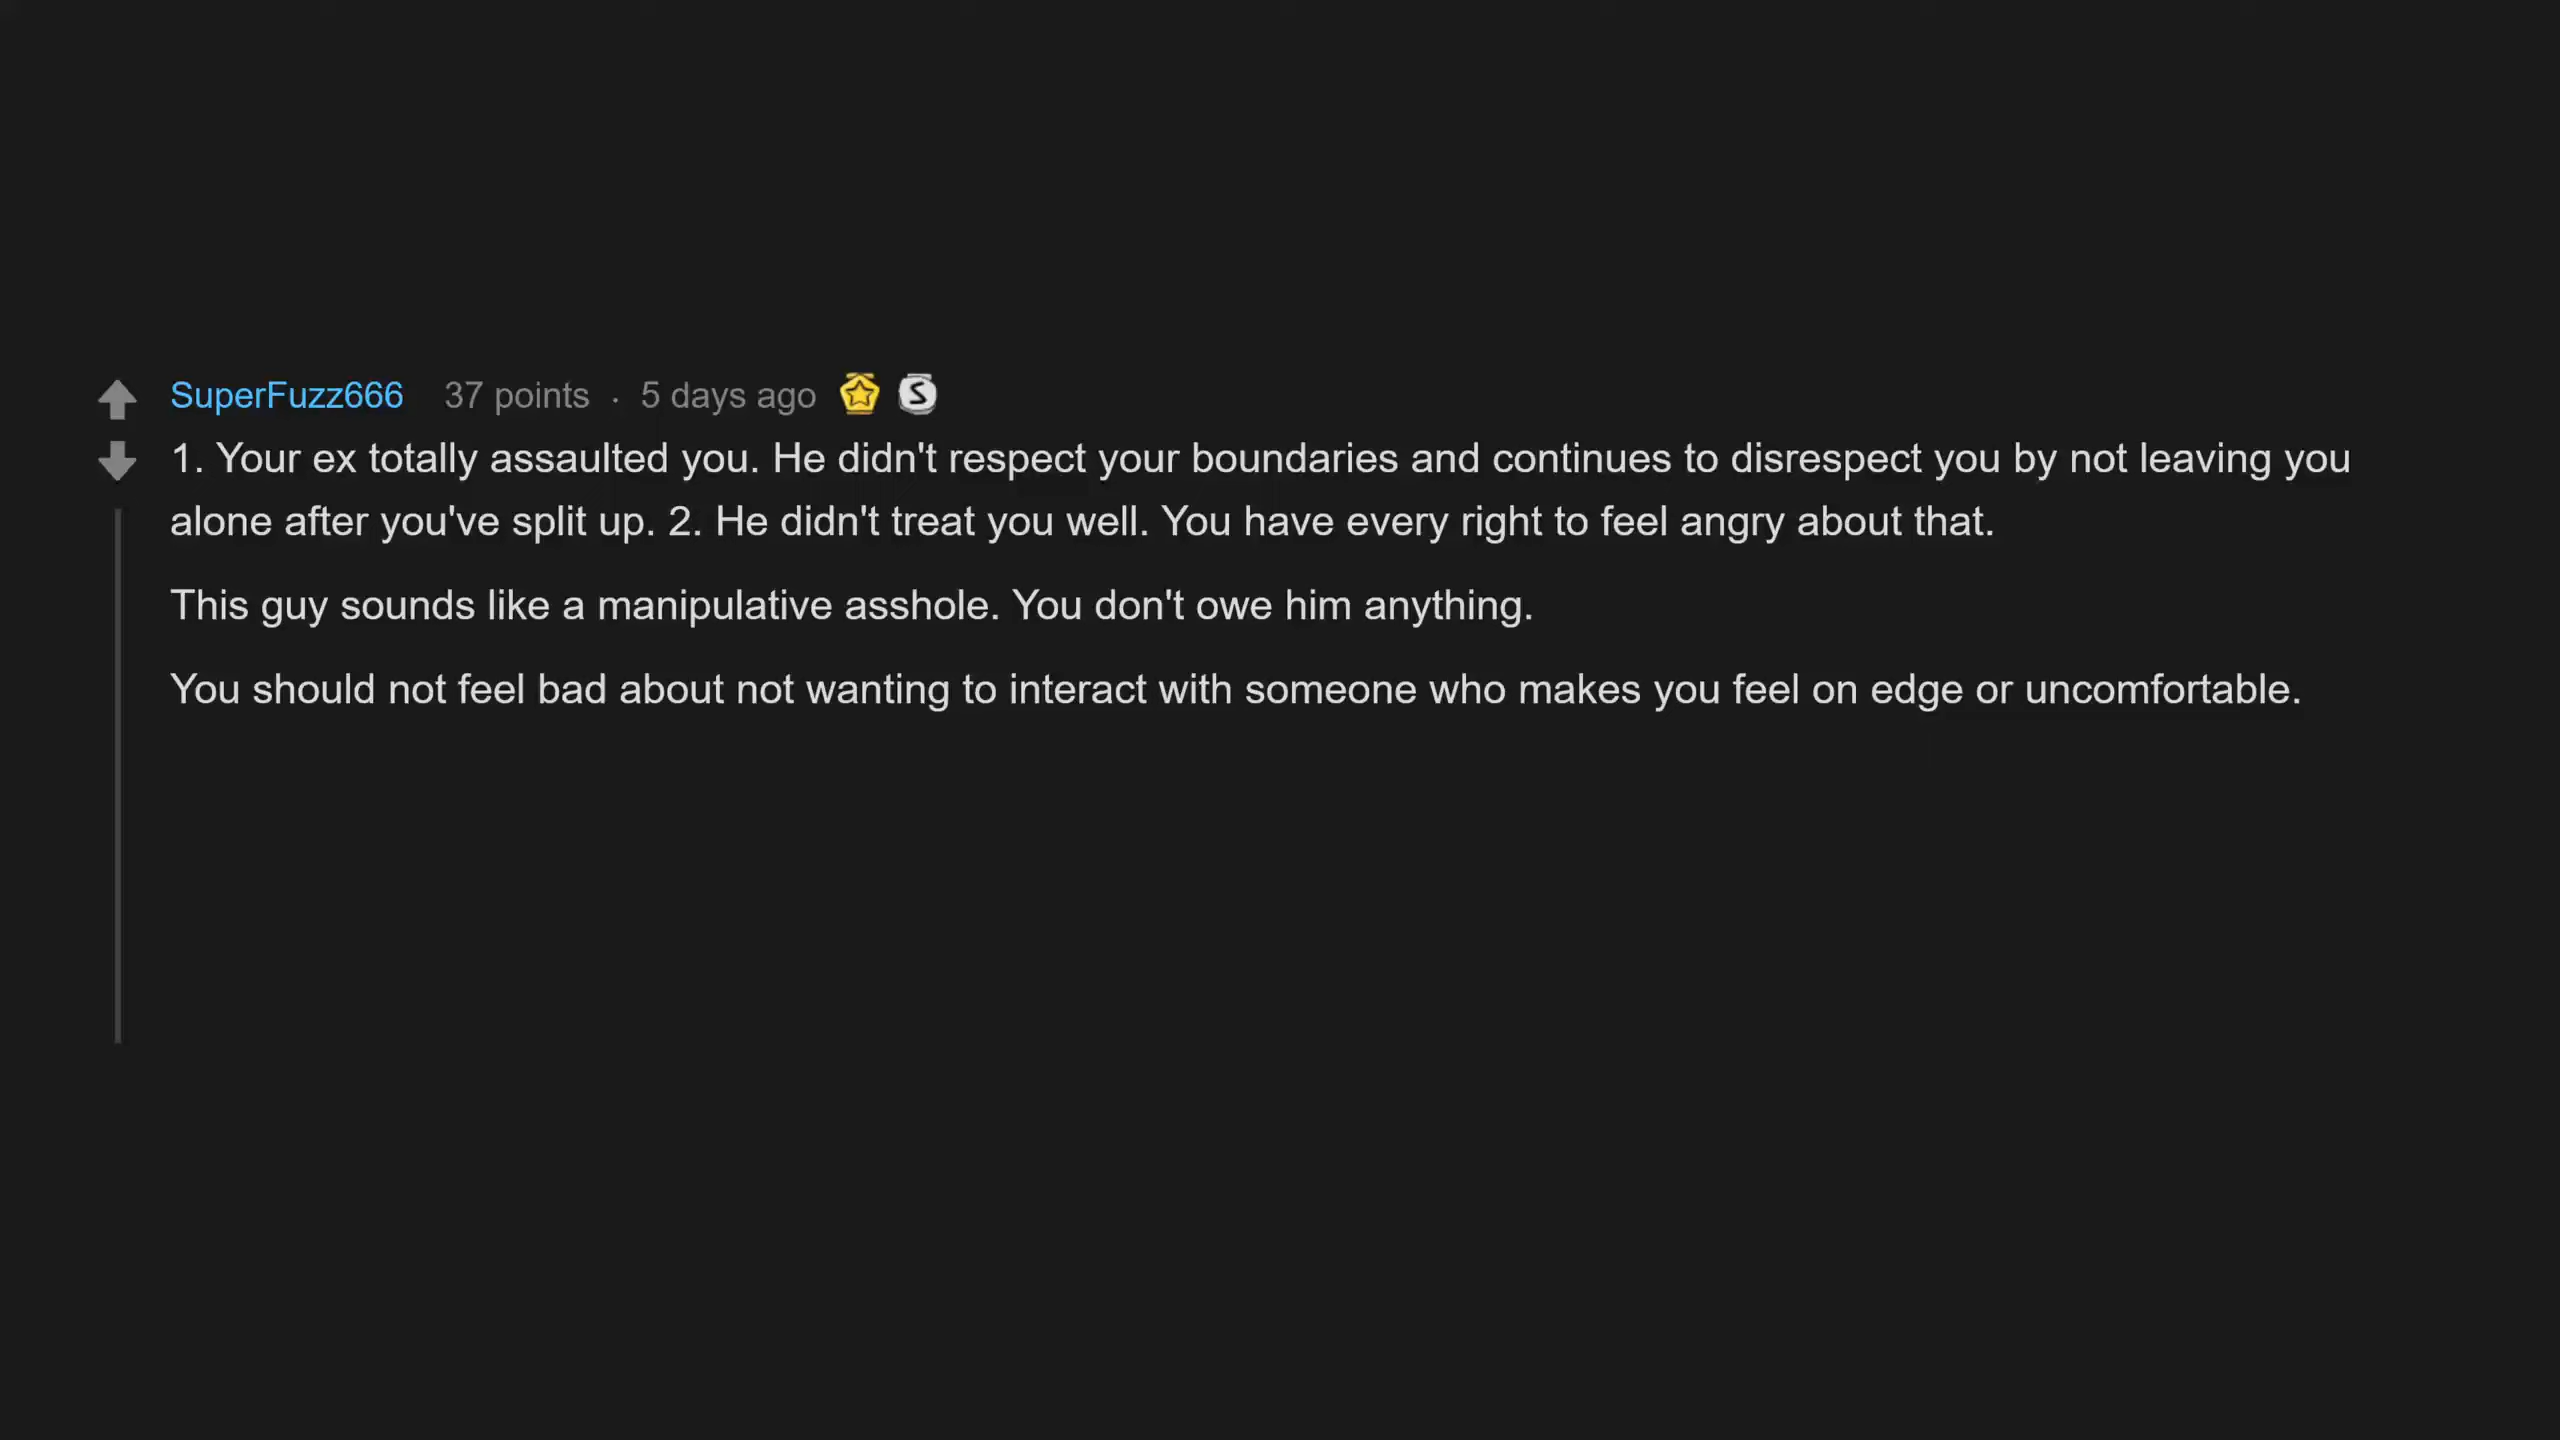 SuperFuzz666 37 points · 5 days ago S
1. Your ex totally assaulted you. He didn't respect your boundaries and continues to disrespect you by not leaving you
alone after you've split up. 2. He didn't treat you well. You have every right to feel angry about that.
This guy sounds like a manipulative asshole. You don't owe him anything.
You should not feel bad about not wanting to interact with someone who makes you feel on edge or uncomfortable.